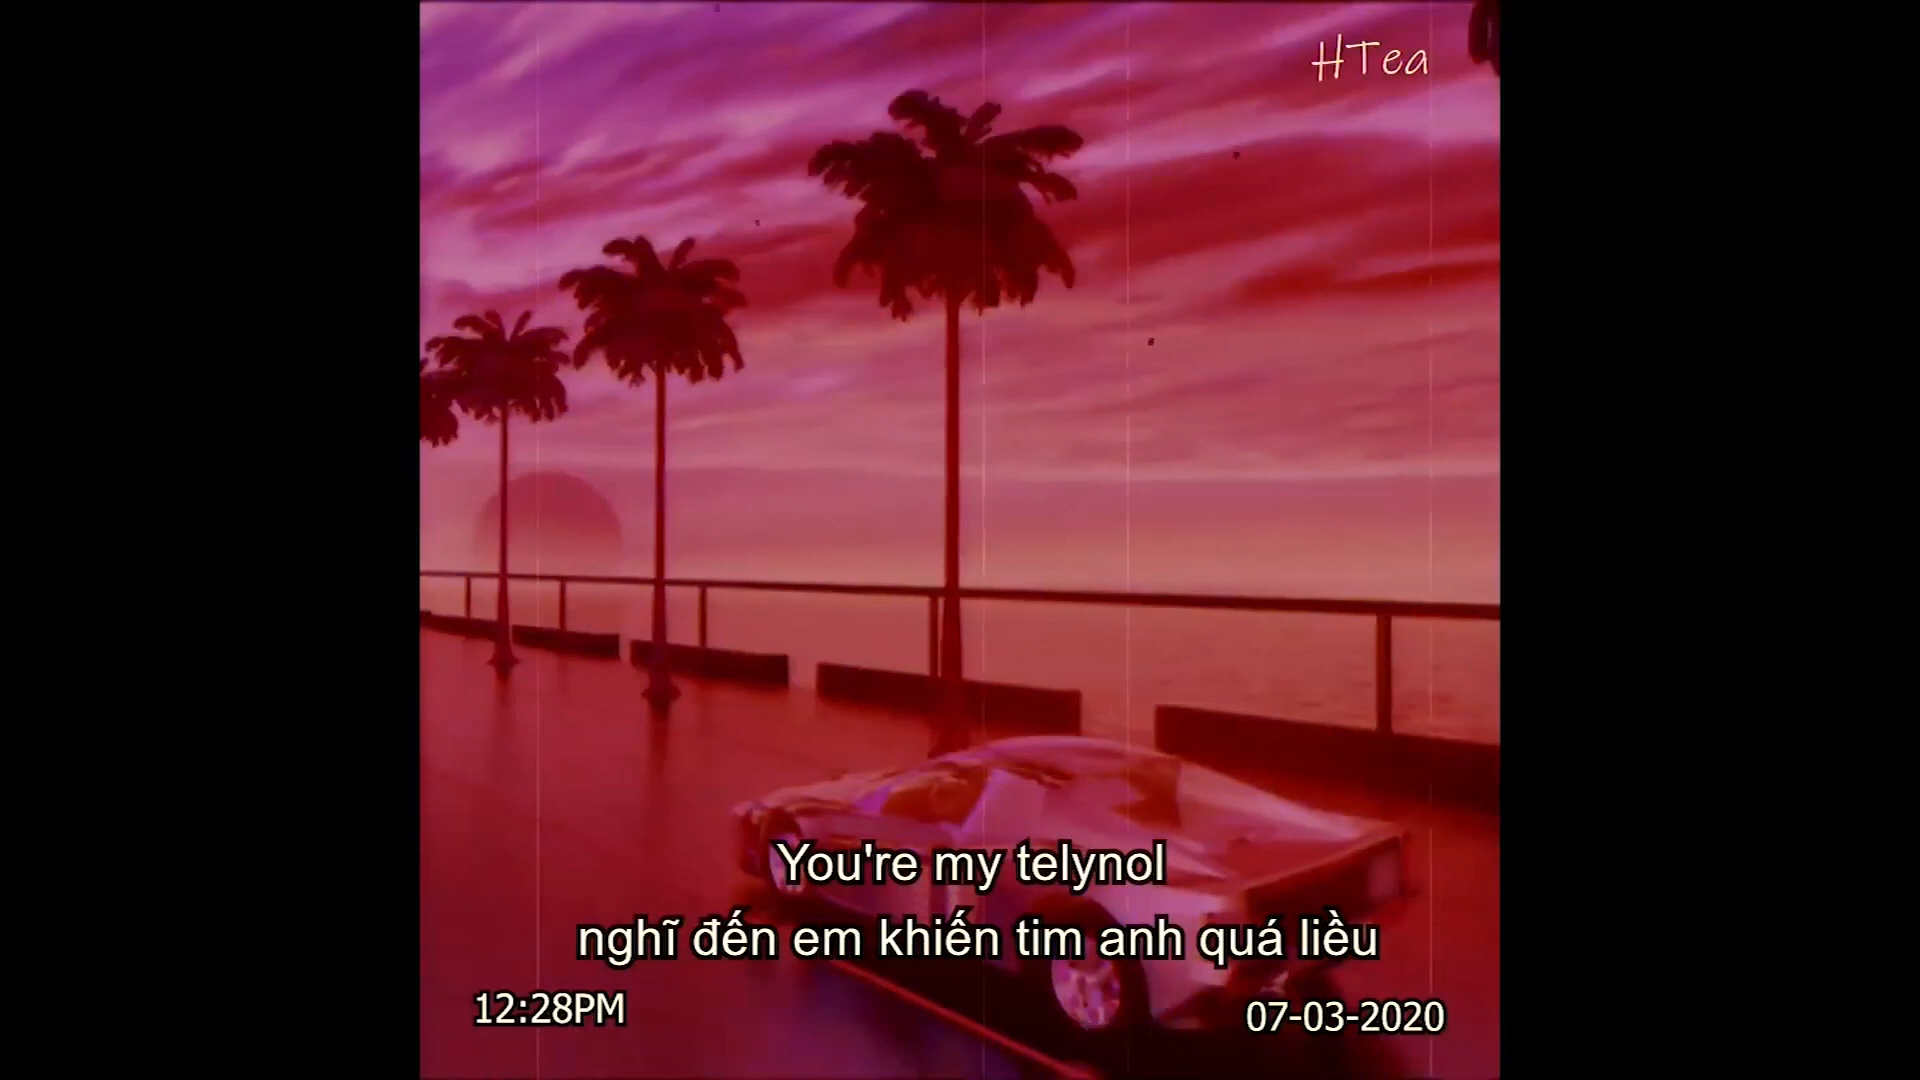 HTea
You're my telynol
nghĩ đến em khiến tim anh quá liều
12:28PM
07-03-2020